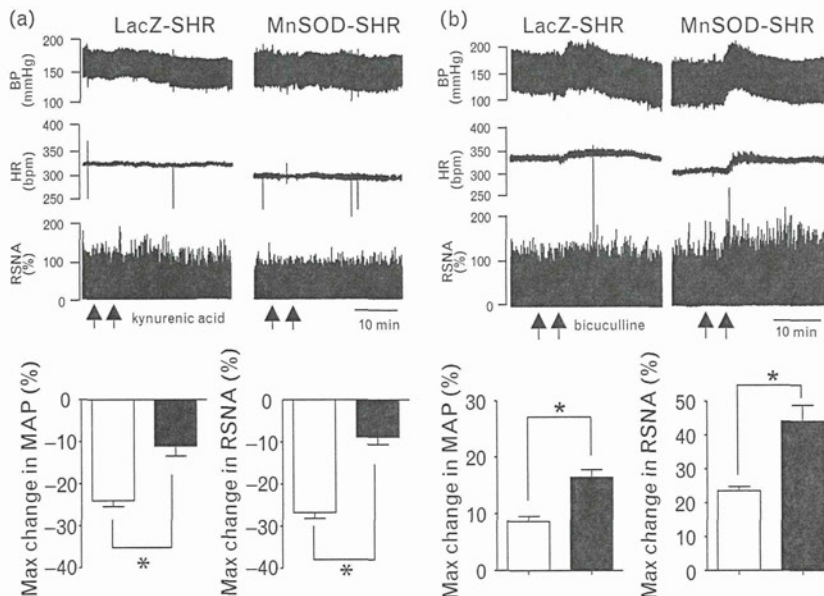 (a)
LacZ-SHR
MnSOD-SHR
BP
(mmHg)
200
150
100
HR
(bpm)
400
350
300
250
RSNA
(%)
200
100
0
kynurenic acid
10 min
Max change in MAP (%)
0
−10
−20
−30
−40
*
Max change in RSNA (%)
0
−10
−20
−30
−40
*
(b)
LacZ-SHR
MnSOD-SHR
BP
(mmHg)
200
150
100
HR
(bpm)
400
350
300
250
RSNA
(%)
200
100
0
bicuculline
10 min
Max change in MAP (%)
30
20
10
0
*
Max change in RSNA (%)
50
40
30
20
10
0
*